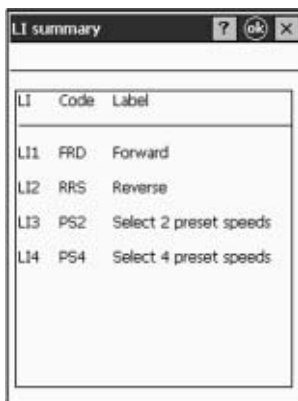 LI summary ? ok ×
LI Code Label
LI1 FRD Forward
LI2 RRS Reverse
LI3 PS2 Select 2 preset speeds
LI4 PS4 Select 4 preset speeds